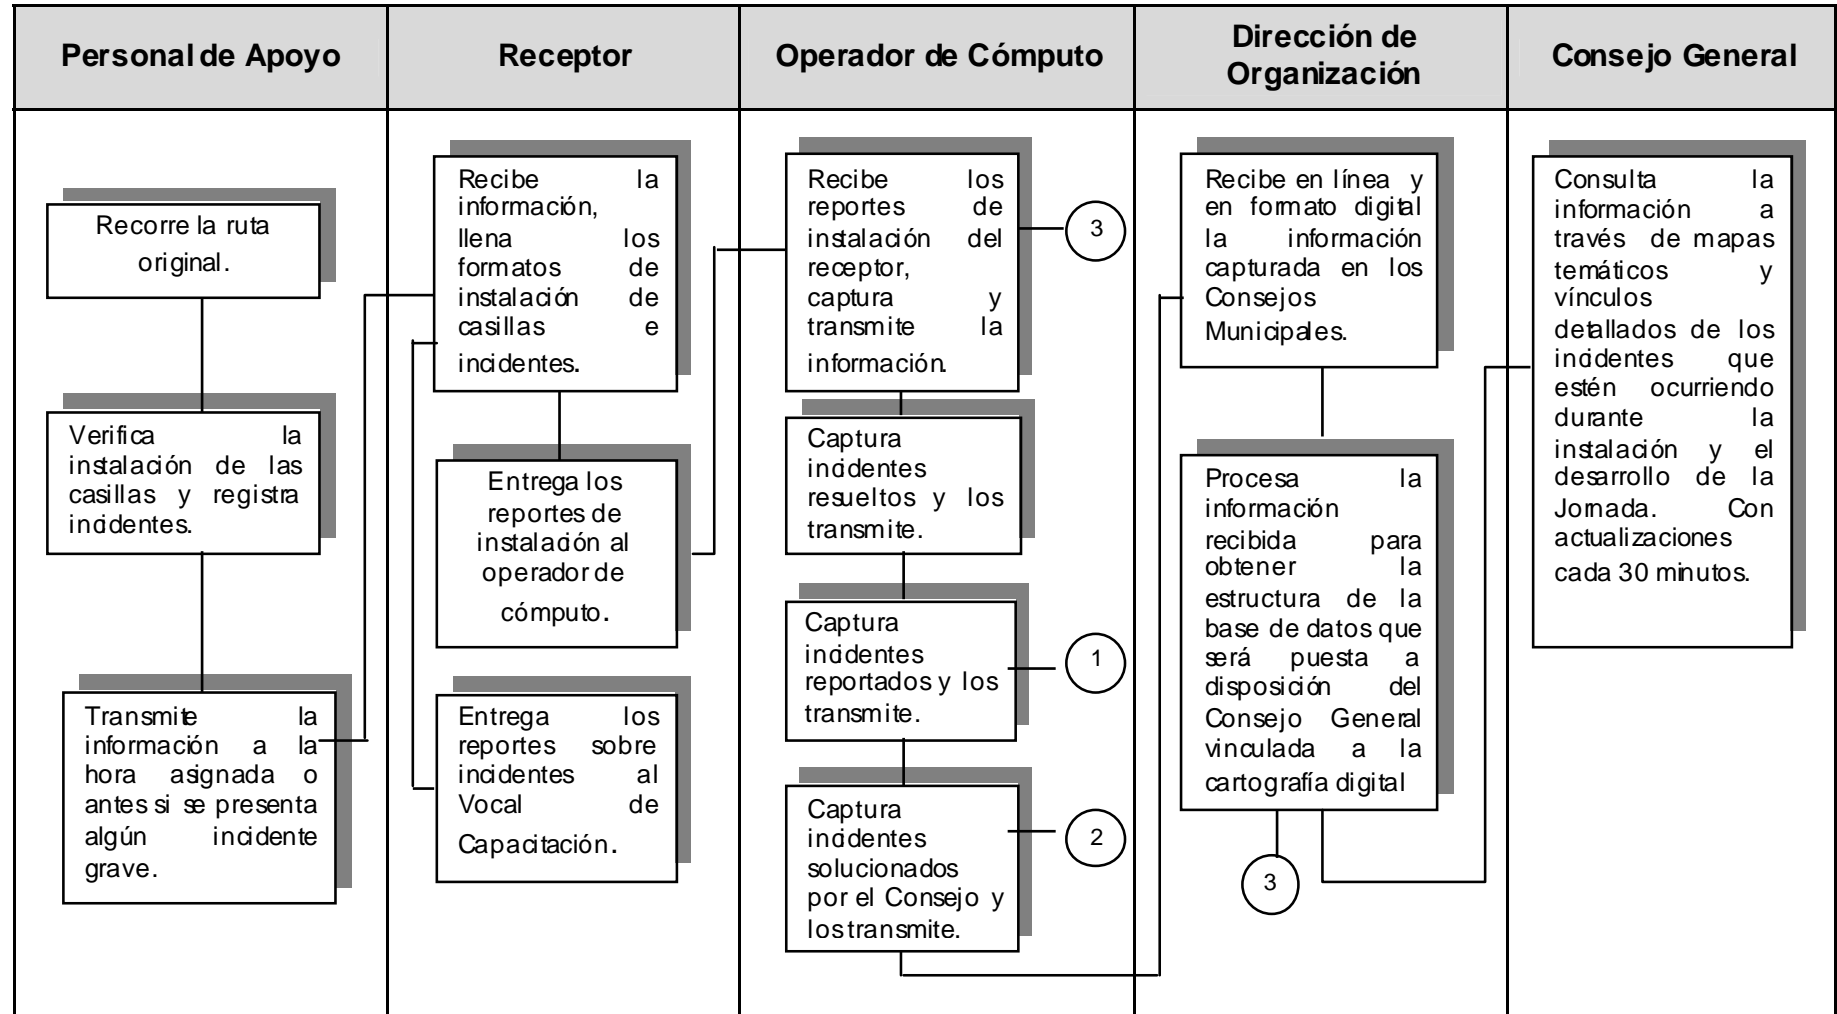 Personal de Apoyo
Receptor
Operador de Cómputo
Dirección de
Organización
Consejo General
Recorre la ruta
original.
Verifica la
instalación de las
casillas y registra
incidentes.
Transmite la
información a la
hora asignada o
antes si se presenta
algún incidente
grave.
Recibe la
información,
llena los
formatos de
instalación de
casillas e
incidentes.
Entrega los
reportes de
instalación al
operador de
cómputo.
Entrega los
reportes sobre
incidentes al
Vocal de
Capacitación.
Recibe los
reportes de
instalación del
receptor,
captura y
transmite la
información.
3
Captura
incidentes
resueltos y los
transmite.
Captura
incidentes
reportados y los
transmite.
1
Captura
incidentes
solucionados
por el Consejo y
los transmite.
2
Recibe en línea y
en formato digital
la información
capturada en los
Consejos
Municipales.
Procesa la
información
recibida para
obtener la
estructura de la
base de datos que
será puesta a
disposición del
Consejo General
vinculada a la
cartografía digital
3
Consulta la
información a
través de mapas
temáticos y
vínculos
detallados de los
incidentes que
estén ocurriendo
durante la
instalación y el
desarrollo de la
Jornada. Con
actualizaciones
cada 30 minutos.